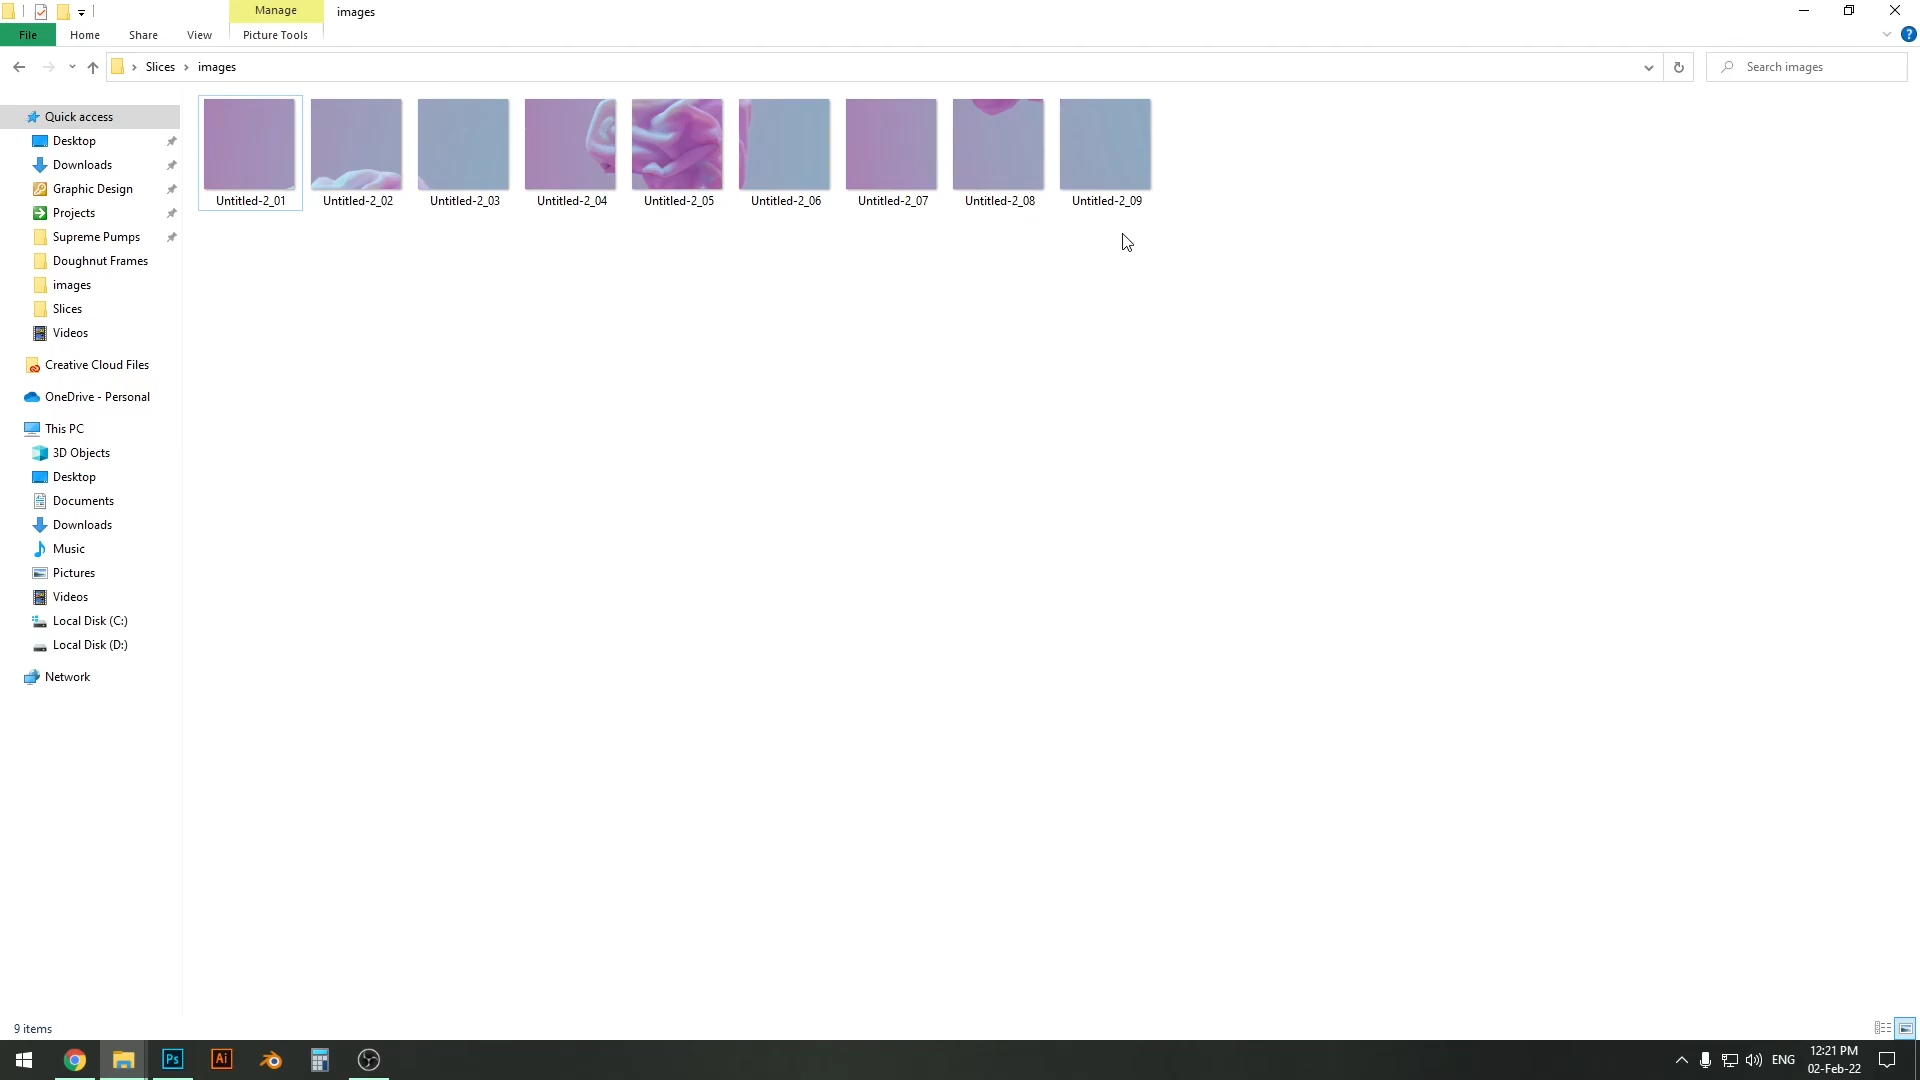 Manage
images
File
Home
Share
View
Picture Tools
Slices
images
Search images
Quick access
Desktop
Downloads
Graphic Design
Projects
Supreme Pumps
Doughnut Frames
images
Slices
Videos
Creative Cloud Files
OneDrive - Personal
This PC
3D Objects
Desktop
Documents
Downloads
Music
Pictures
Videos
Local Disk (C:)
Local Disk (D:)
Network
Untitled-2_01
Untitled-2_02
Untitled-2_03
Untitled-2_04
Untitled-2_05
Untitled-2_06
Untitled-2_07
Untitled-2_08
Untitled-2_09
9 items
Ps
Ai
ENG
12:21 PM
02-Feb-22